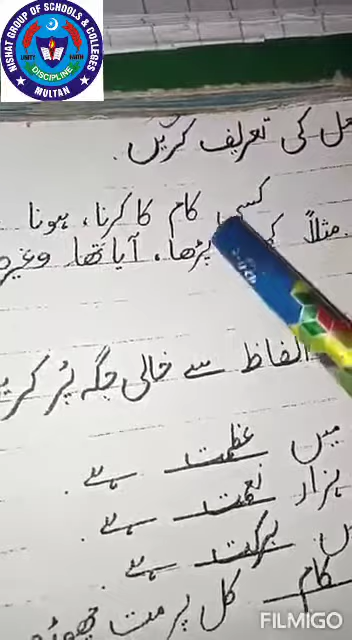 NISHAT GROUP OF SCHOOLS & COLLEGES
UNITY
FAITH
DISCIPLINE
MULTAN
کی تعریف کریں.
کسی کام کا کرنا، ہونا
مثلاً پڑھا، آیا تھا وغیرہ
الفاظ سے خالی جگہ پُر کر
میں عظمت ہے.
ہزار نعمت ہے.
برکت ہے.
کام کل پر مت چھوڑ
FILMIGO